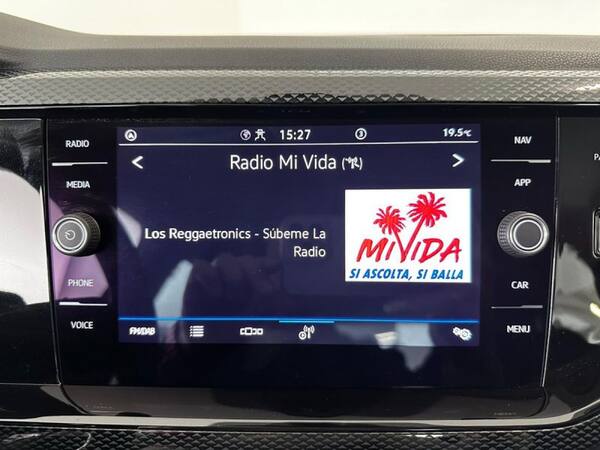 RADIO
MEDIA
PHONE
VOICE
15:27
3
19.5°C
Radio Mi Vida
Los Reggaetronics - Súbeme La
Radio
MIVIDA
SI ASCOLTA, SI BALLA
FM/DAB
NAV
APP
CAR
MENU